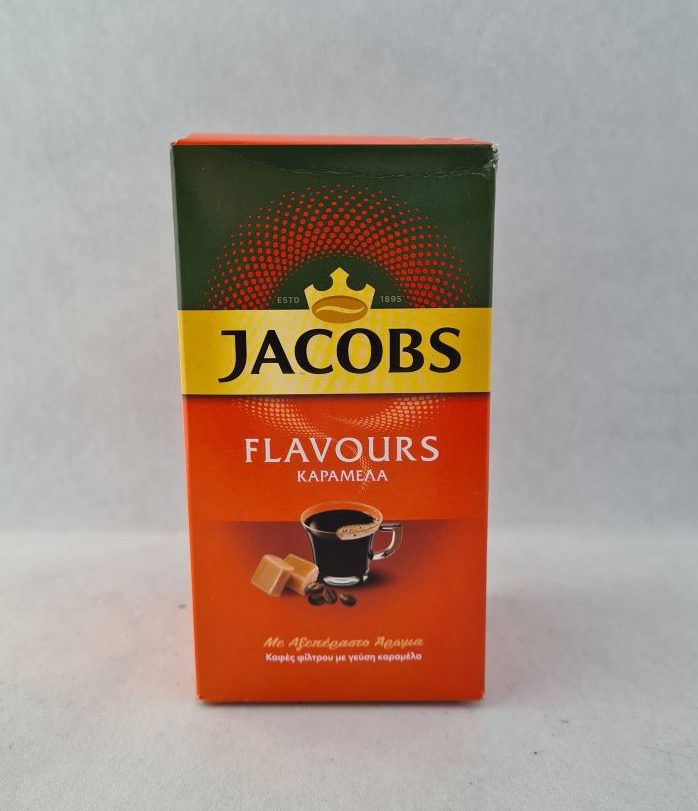 ESTD 1895
JACOBS
FLAVOURS
ΚΑΡΑΜΕΛΑ
Με Αξεπέραστο Άρωμα
Καφές φίλτρου με γεύση καραμέλα